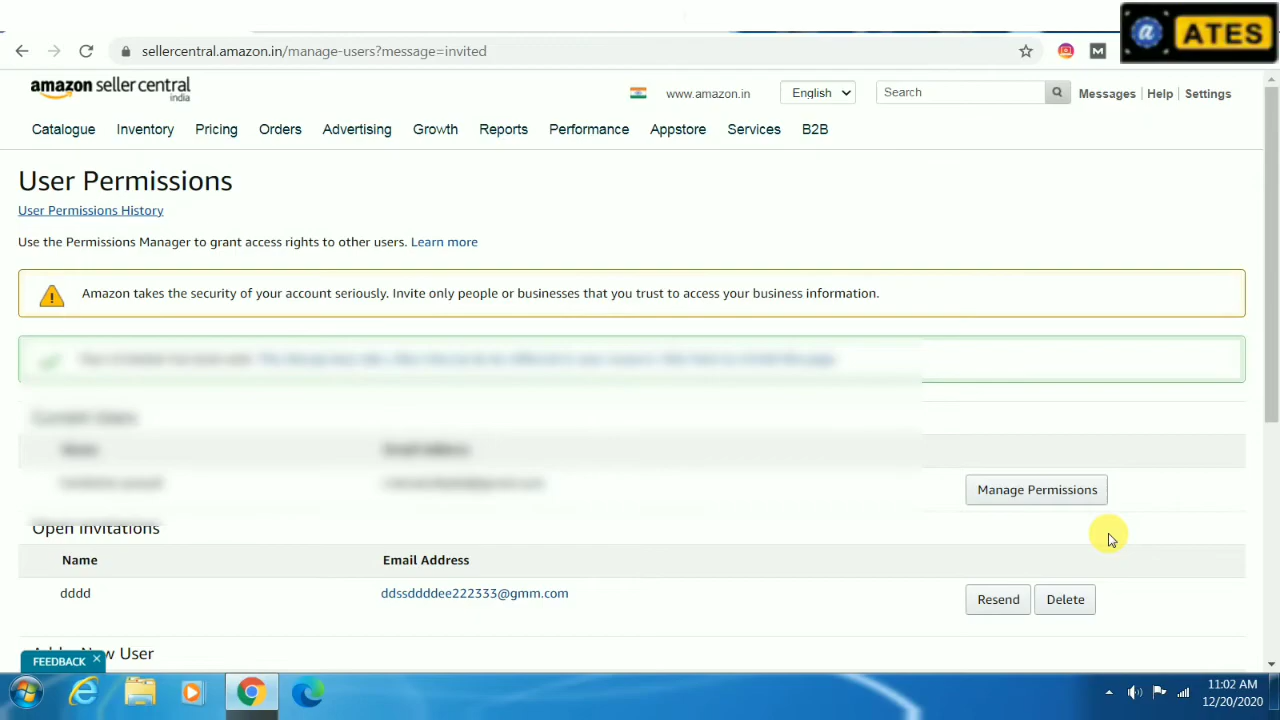 a ATES
sellercentral.amazon.in/manage-users?message=invited
M
amazon seller central
india
www.amazon.in
English
Search
Messages | Help | Settings
Catalogue Inventory Pricing Orders Advertising Growth Reports Performance Appstore Services B2B
User Permissions
User Permissions History
Use the Permissions Manager to grant access rights to other users. Learn more
Amazon takes the security of your account seriously. Invite only people or businesses that you trust to access your business information.
Manage Permissions
Open Invitations
Name Email Address
dddd ddssddddee222333@gmm.com Resend Delete
New User
FEEDBACK ×
11:02 AM
12/20/2020